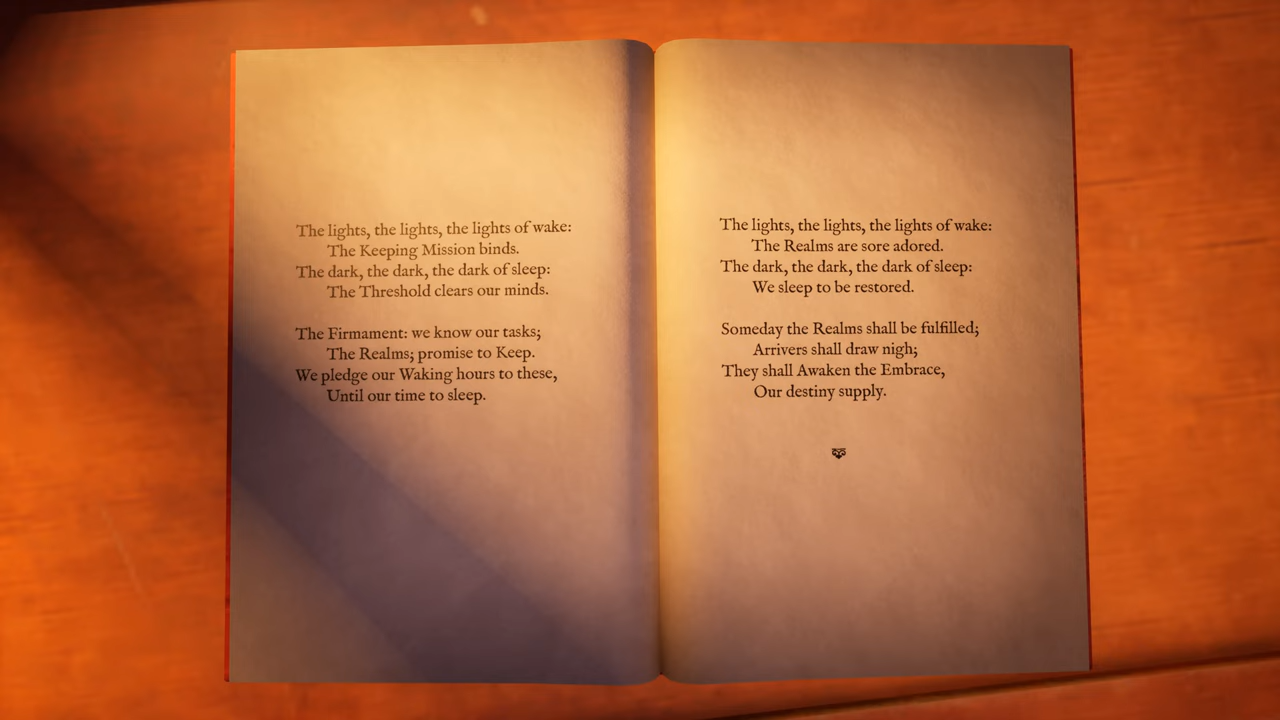 The lights, the lights, the lights of wake:
The Keeping Mission binds.
The dark, the dark, the dark of sleep:
The Threshold clears our minds.
The Firmament: we know our tasks;
The Realms; promise to Keep.
We pledge our Waking hours to these,
Until our time to sleep.
The lights, the lights, the lights of wake:
The Realms are sore adored.
The dark, the dark, the dark of sleep:
We sleep to be restored.
Someday the Realms shall be fulfilled;
Arrivers shall draw nigh;
They shall Awaken the Embrace,
Our destiny supply.